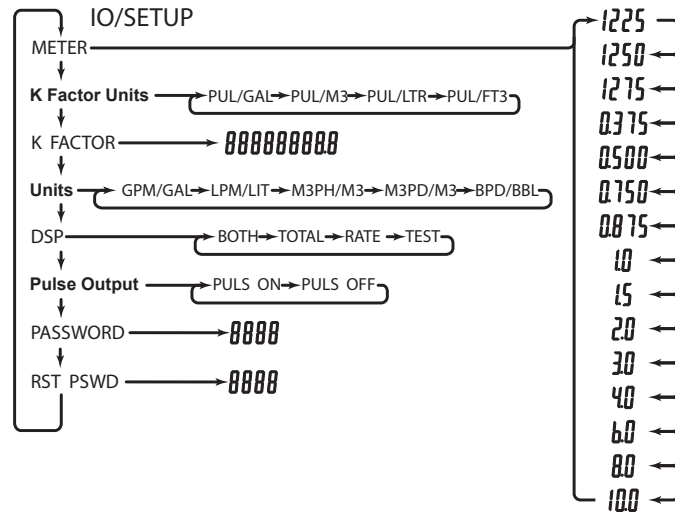 IO/SETUP
METER
K Factor Units PUL/GAL PUL/M3 PUL/LTR PUL/FT3
K FACTOR 88888888.8
Units GPM/GAL LPM/LIT M3PH/M3 M3PD/M3 BPD/BBL
DSP BOTH TOTAL RATE TEST
Pulse Output PULS ON PULS OFF
PASSWORD 8888
RST PSWD 8888
1225
1250
1275
0.375
0.500
0.750
0.875
1.0
1.5
2.0
3.0
4.0
6.0
8.0
10.0